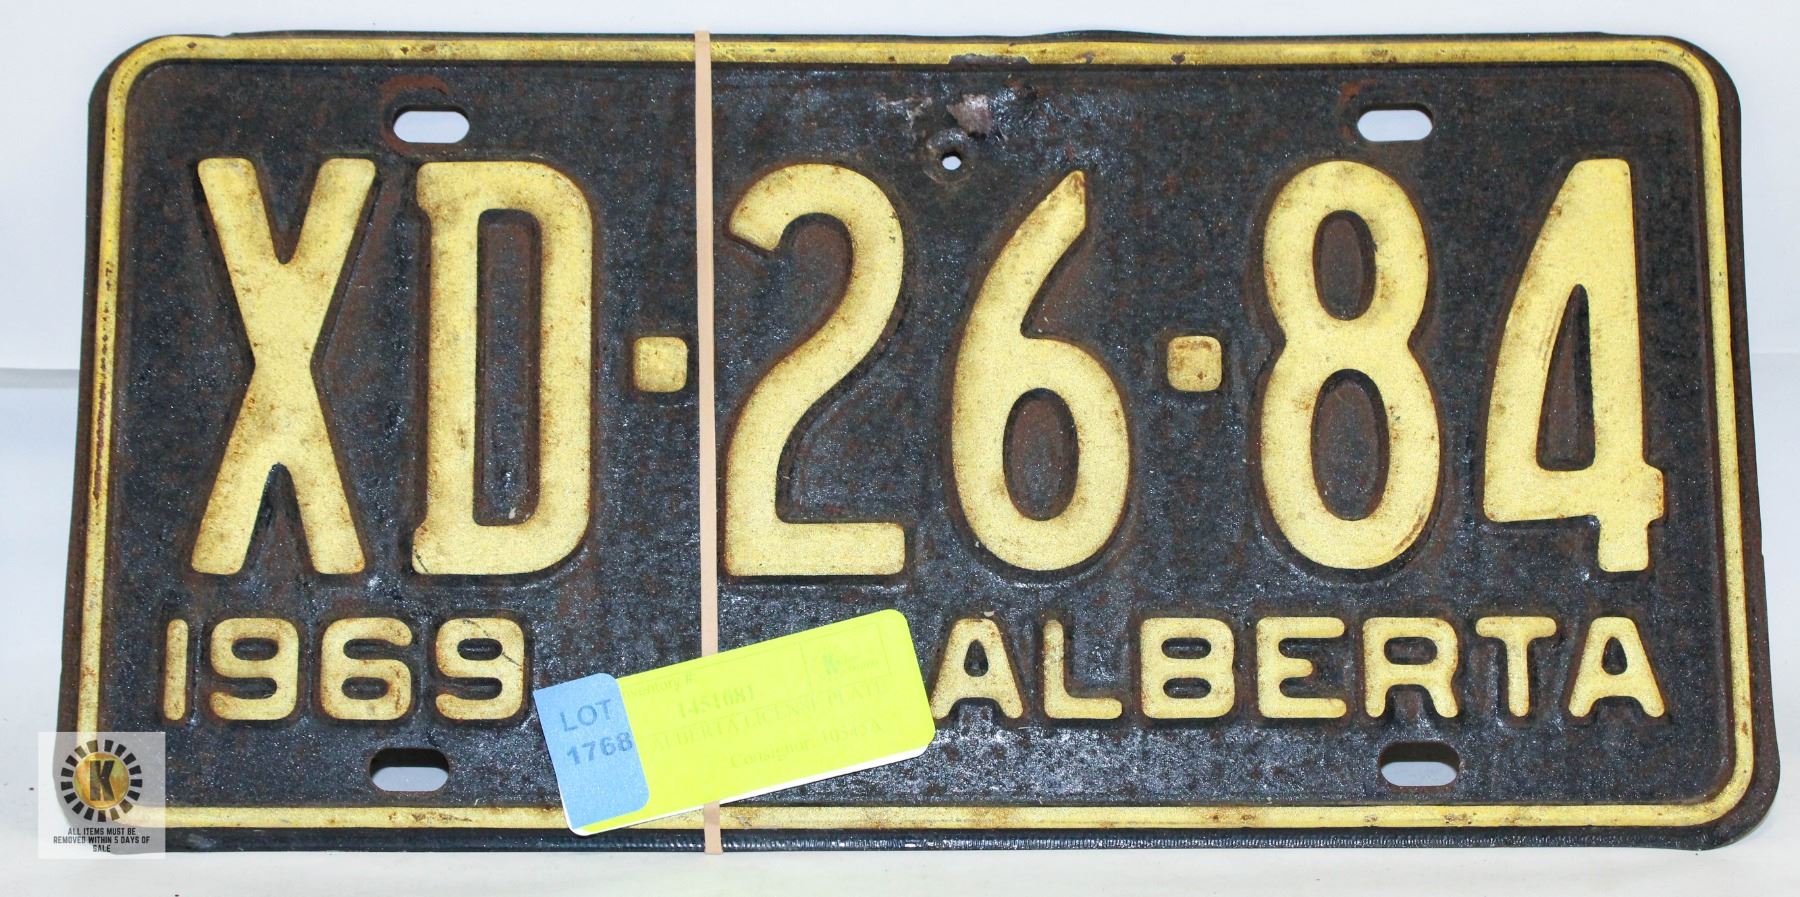 XD·26·84
1969 ALBERTA
LOT
1768
1451081
ALBERTA LICENSE PLATE
Consignor:
ALL ITEMS MUST BE
REMOVED WITHIN 5 DAYS OF
SALE
K